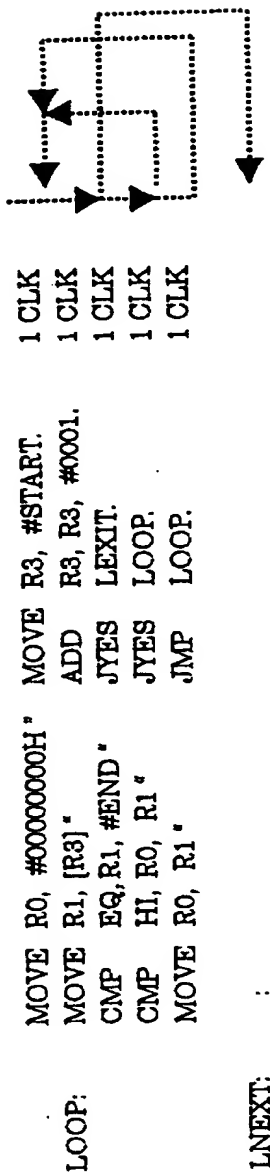 MOVE R0, #00000000H " MOVE R3, #START. 1 CLK
LOOP: MOVE R1, [R3] " ADD R3, R3, #0001. 1 CLK
CMP EQ, R1, #END " JYES LEXIT. 1 CLK
CMP HI, R0, R1 " JYES LOOP. 1 CLK
MOVE R0, R1 " JMP LOOP. 1 CLK
LNEXT: :